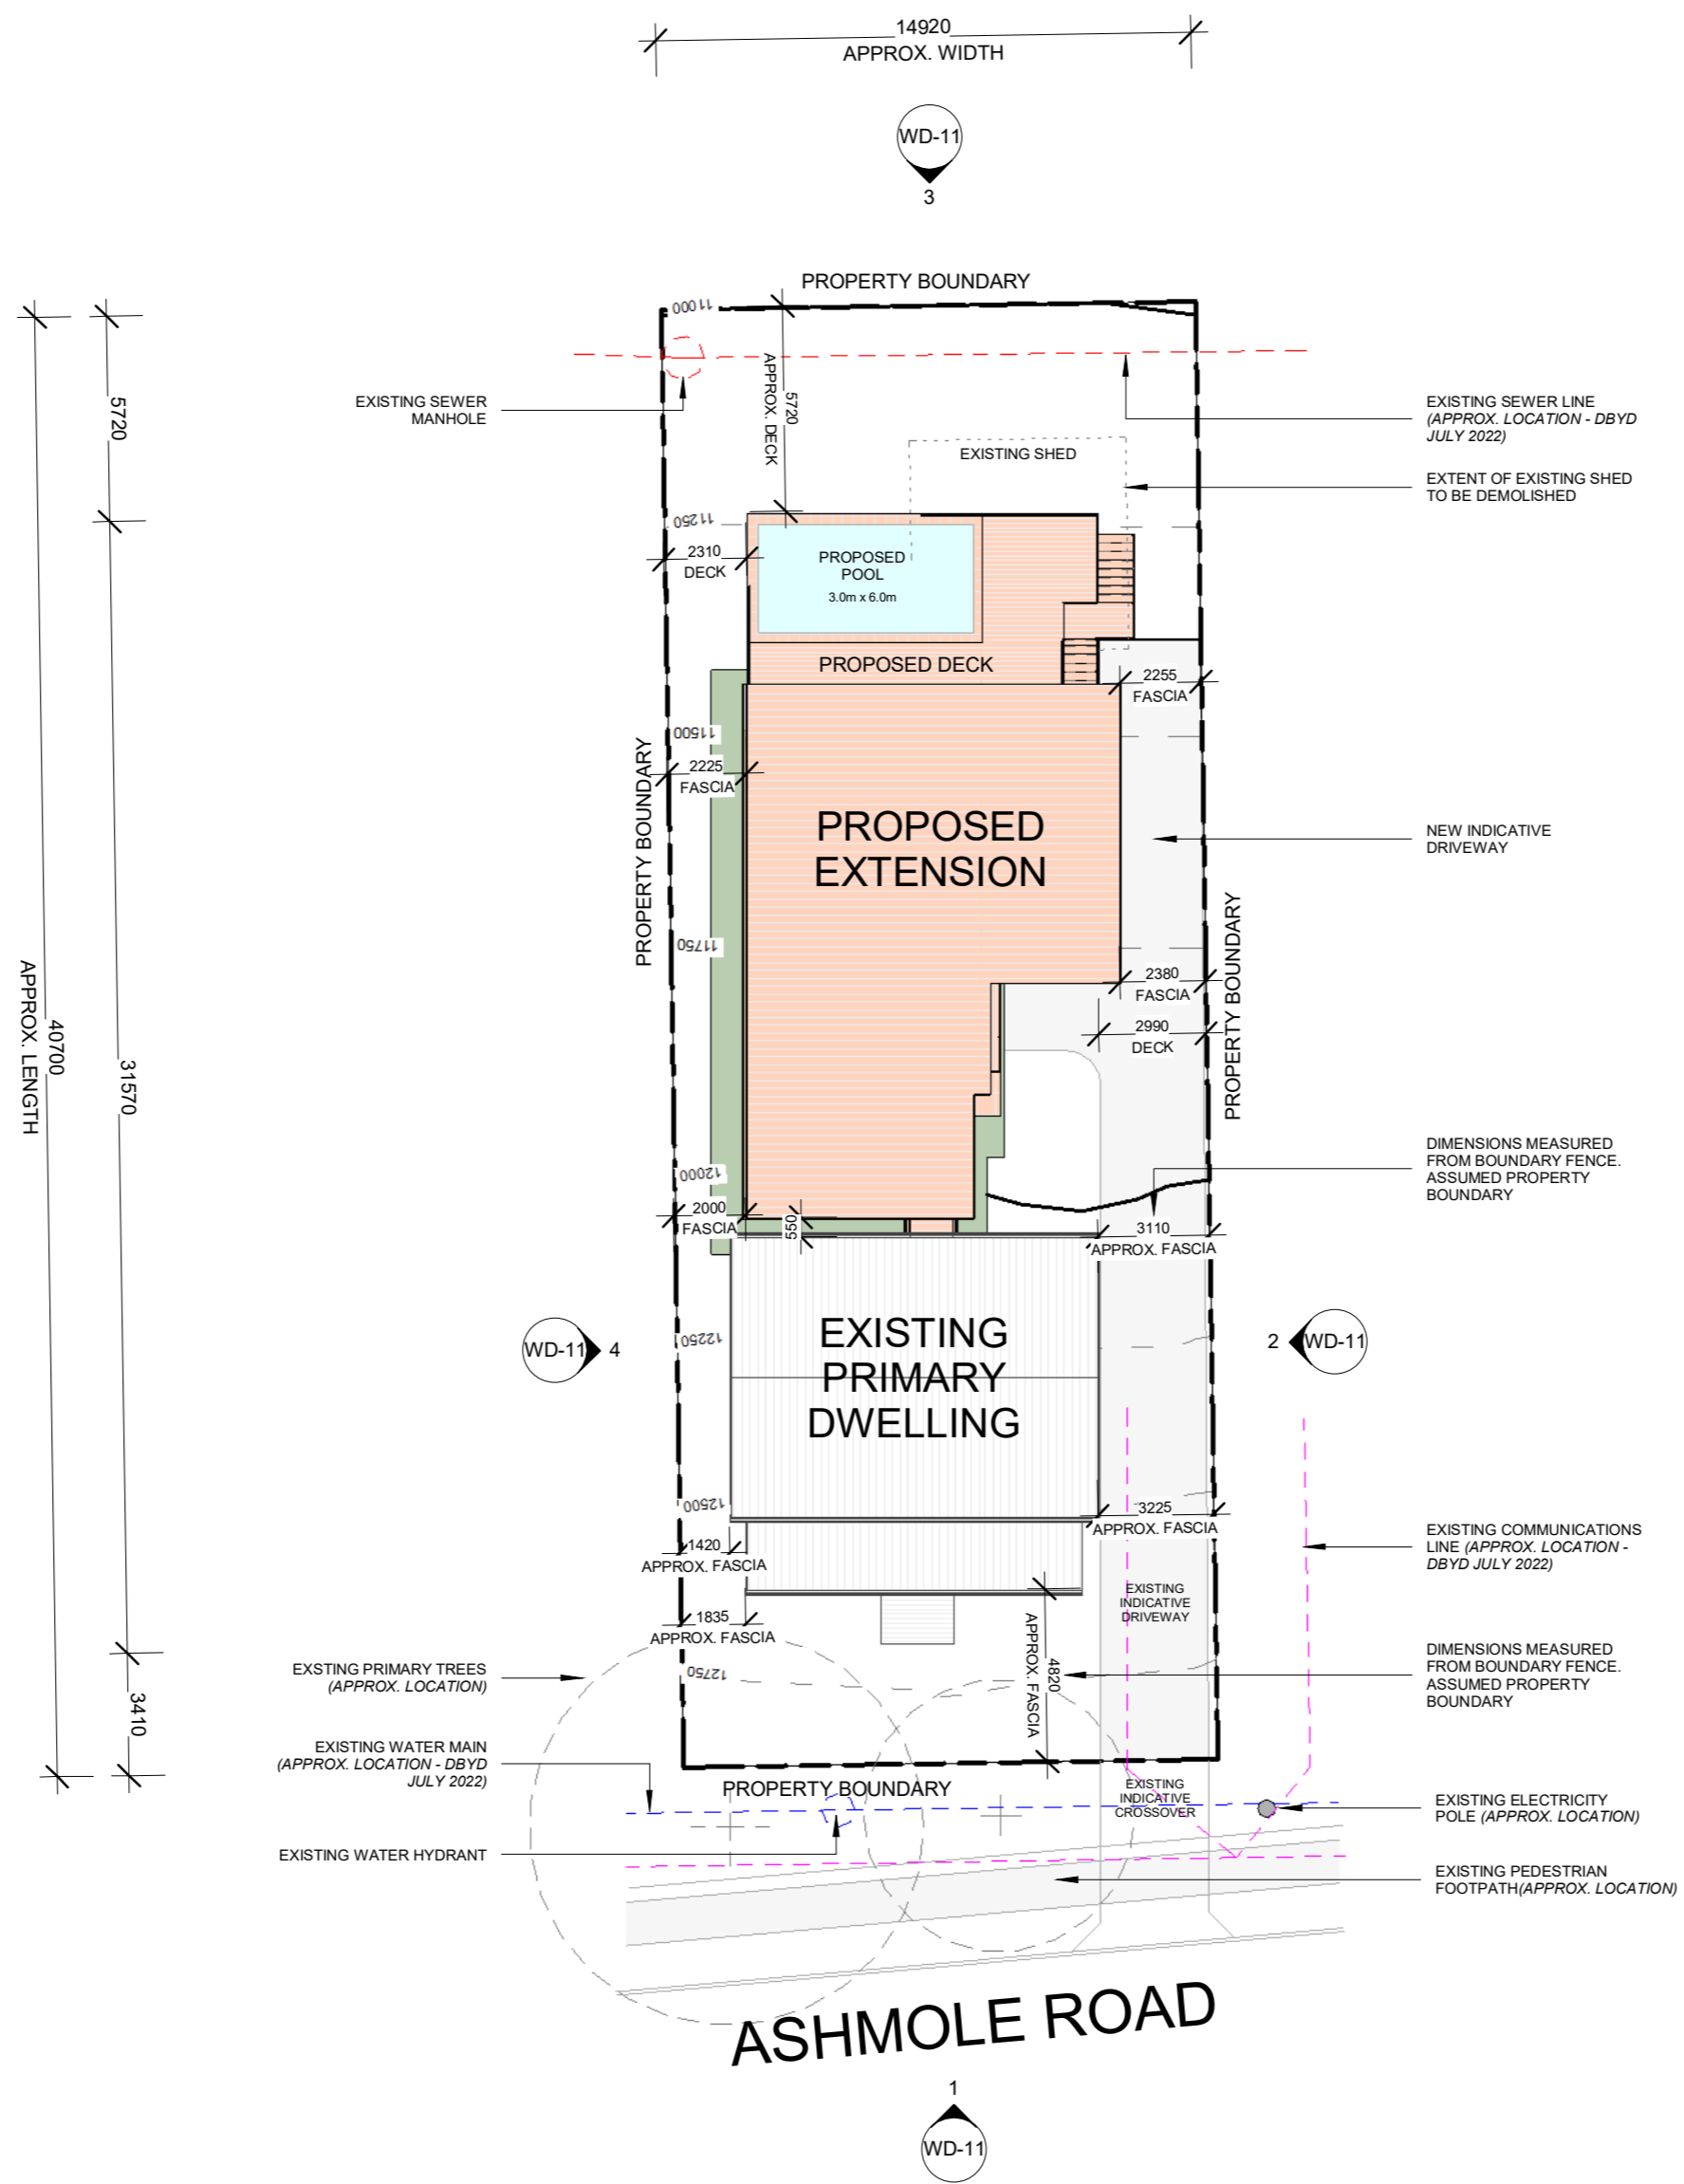 14920
APPROX. WIDTH
WD-11
3
PROPERTY BOUNDARY
11000
5720
APPROX. DECK
5720
EXISTING SEWER
MANHOLE
EXISTING SEWER LINE
(APPROX. LOCATION - DBYD
JULY 2022)
EXISTING SHED
EXTENT OF EXISTING SHED
TO BE DEMOLISHED
11250
2310
DECK
PROPOSED
POOL
3.0m x 6.0m
PROPOSED DECK
2255
FASCIA
11500
2225
FASCIA
PROPERTY BOUNDARY
PROPOSED
EXTENSION
NEW INDICATIVE
DRIVEWAY
11750
2380
FASCIA
PROPERTY BOUNDARY
2990
DECK
40700
APPROX. LENGTH
31570
DIMENSIONS MEASURED
FROM BOUNDARY FENCE.
ASSUMED PROPERTY
BOUNDARY
12000
2000
FASCIA
550
3110
APPROX. FASCIA
WD-11
4
12250
EXISTING
PRIMARY
DWELLING
2
WD-11
12500
3225
APPROX. FASCIA
1420
APPROX. FASCIA
EXISTING COMMUNICATIONS
LINE (APPROX. LOCATION -
DBYD JULY 2022)
EXISTING
INDICATIVE
DRIVEWAY
1835
APPROX. FASCIA
4820
APPROX. FASCIA
EXSTING PRIMARY TREES
(APPROX. LOCATION)
12750
DIMENSIONS MEASURED
FROM BOUNDARY FENCE.
ASSUMED PROPERTY
BOUNDARY
3410
EXISTING WATER MAIN
(APPROX. LOCATION - DBYD
JULY 2022)
PROPERTY BOUNDARY
EXISTING
INDICATIVE
CROSSOVER
EXISTING ELECTRICITY
POLE (APPROX. LOCATION)
EXISTING WATER HYDRANT
EXISTING PEDESTRIAN
FOOTPATH(APPROX. LOCATION)
ASHMOLE ROAD
1
WD-11